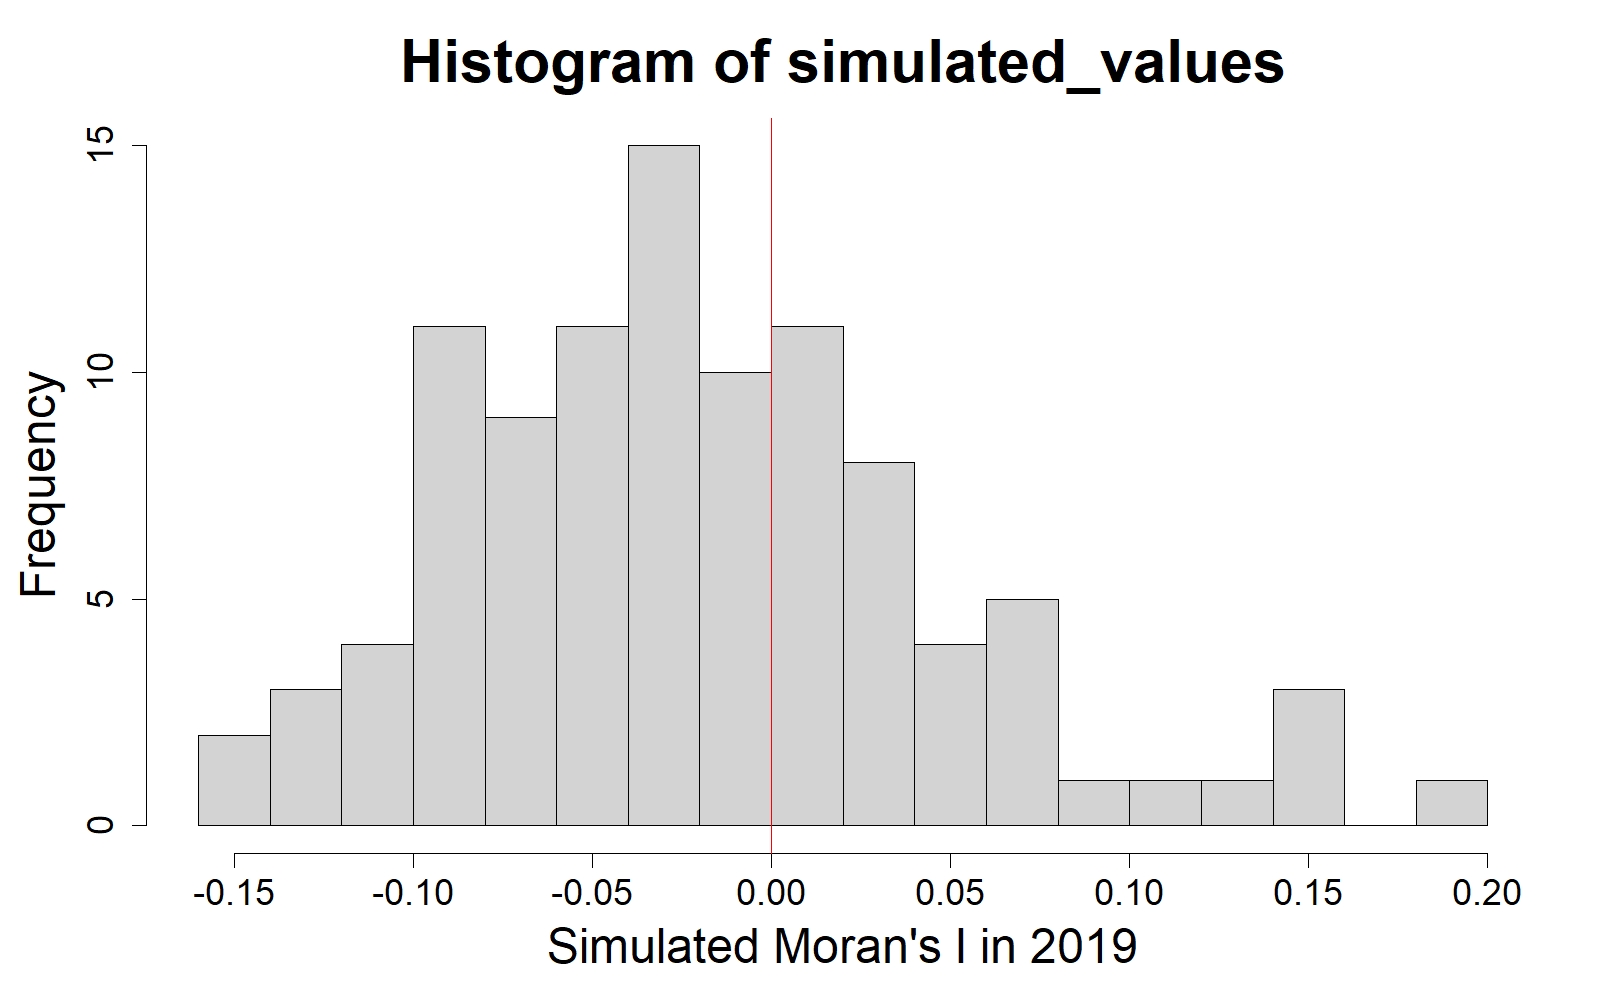 Histogram of simulated_values
Frequency
15
10
5
0
-0.15 -0.10 -0.05 0.00 0.05 0.10 0.15 0.20
Simulated Moran's I in 2019